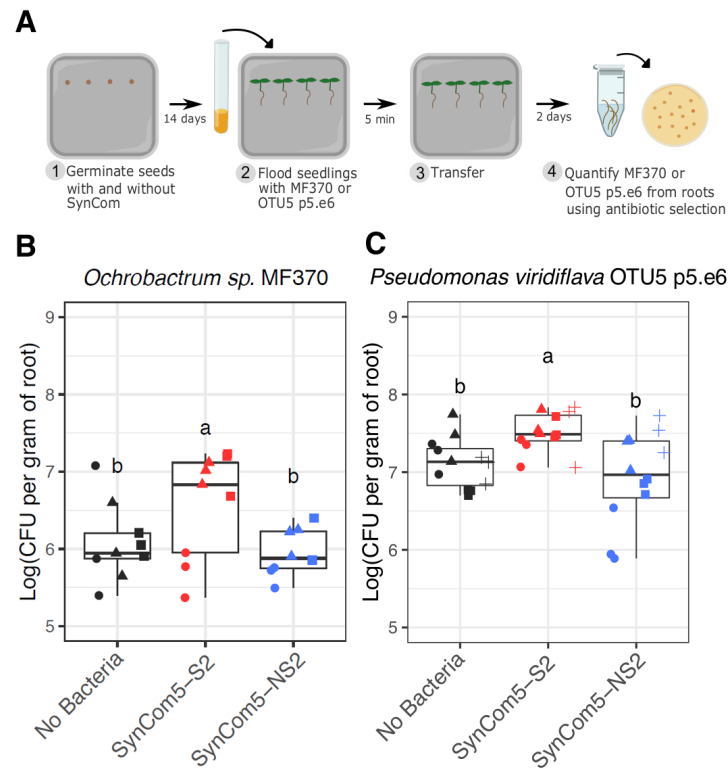 A
14 days
5 min
2 days
1 Germinate seeds
with and without
SynCom
2 Flood seedlings
with MF370 or
OTU5 p5.e6
3 Transfer
4 Quantify MF370 or
OTU5 p5.e6 from roots
using antibiotic selection
B
Ochrobactrum sp. MF370
Log(CFU per gram of root)
9
8
7
6
5
b
a
b
No Bacteria
SynCom5-S2
SynCom5-NS2
C
Pseudomonas viridiflava OTU5 p5.e6
Log(CFU per gram of root)
9
8
7
6
5
b
a
b
No Bacteria
SynCom5-S2
SynCom5-NS2